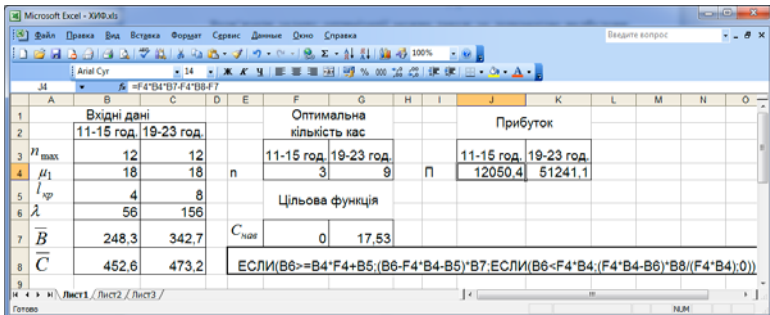 Microsoft Excel - ХИФ.xls
Файл Правка Вид Вставка Формат Сервис Данные Окно Справка Введите вопрос
100%
Arial Cyr 14 Ж К Ч
J4 fx =F4*B4*B7-F4*B8-F7
A B C D E F G H I J K L M N O
1 Вхідні дані Оптимальна Прибуток
2 11-15 год. 19-23 год. кількість кас
3 n max 12 12 11-15 год. 19-23 год. 11-15 год. 19-23 год.
4 μ1 18 18 n 3 9 П 12050,4 51241,1
5 l кр 4 8 Цільова функція
6 λ 56 156
7 B 248,3 342,7 C нав 0 17,53
8 C 452,6 473,2 ЕСЛИ(B6>=B4*F4+B5;(B6-F4*B4-B5)*B7;ЕСЛИ(B6<F4*B4;(F4*B4-B6)*B8/(F4*B4);0))
9
Лист1 Лист2 Лист3
Готово NUM